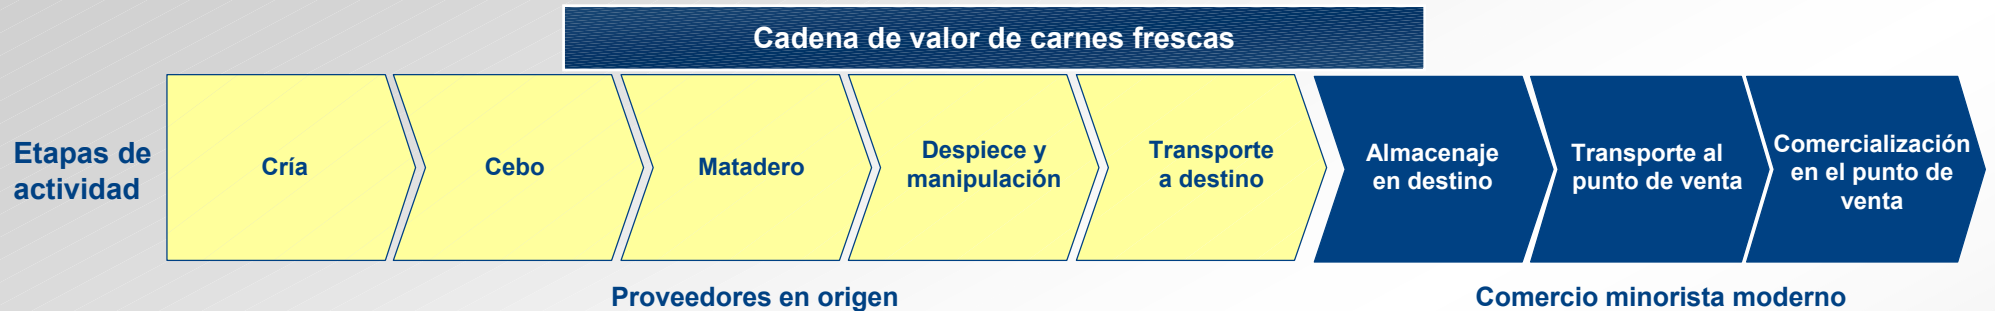 Cadena de valor de carnes frescas
Etapas de
actividad
Cría
Cebo
Matadero
Despiece y
manipulación
Transporte
a destino
Almacenaje
en destino
Transporte al
punto de venta
Comercialización
en el punto de
venta
Proveedores en origen
Comercio minorista moderno